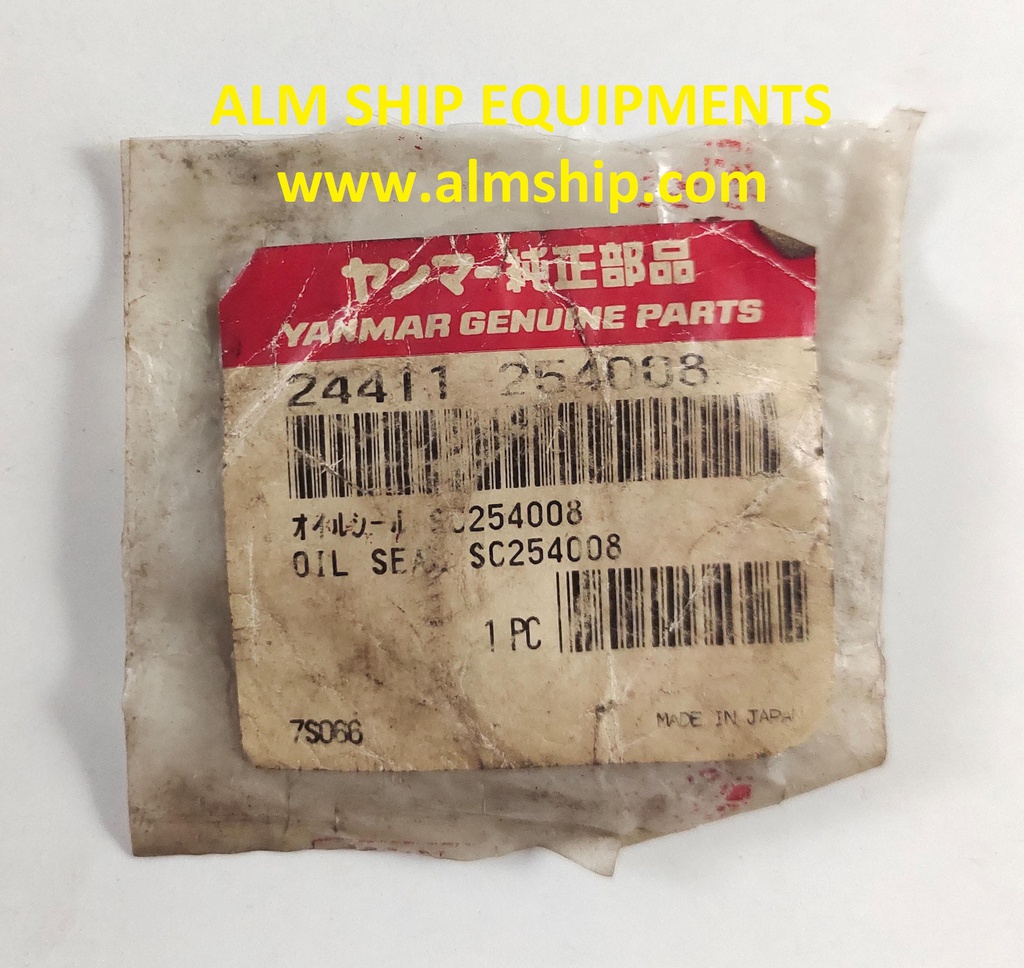 ALM SHIP EQUIPMENTS
www.almship.com
ヤンマー純正部品
YANMAR GENUINE PARTS
24411 254008
オイルシール SC254008
OIL SEAL SC254008
1 PC
7S066
MADE IN JAPAN